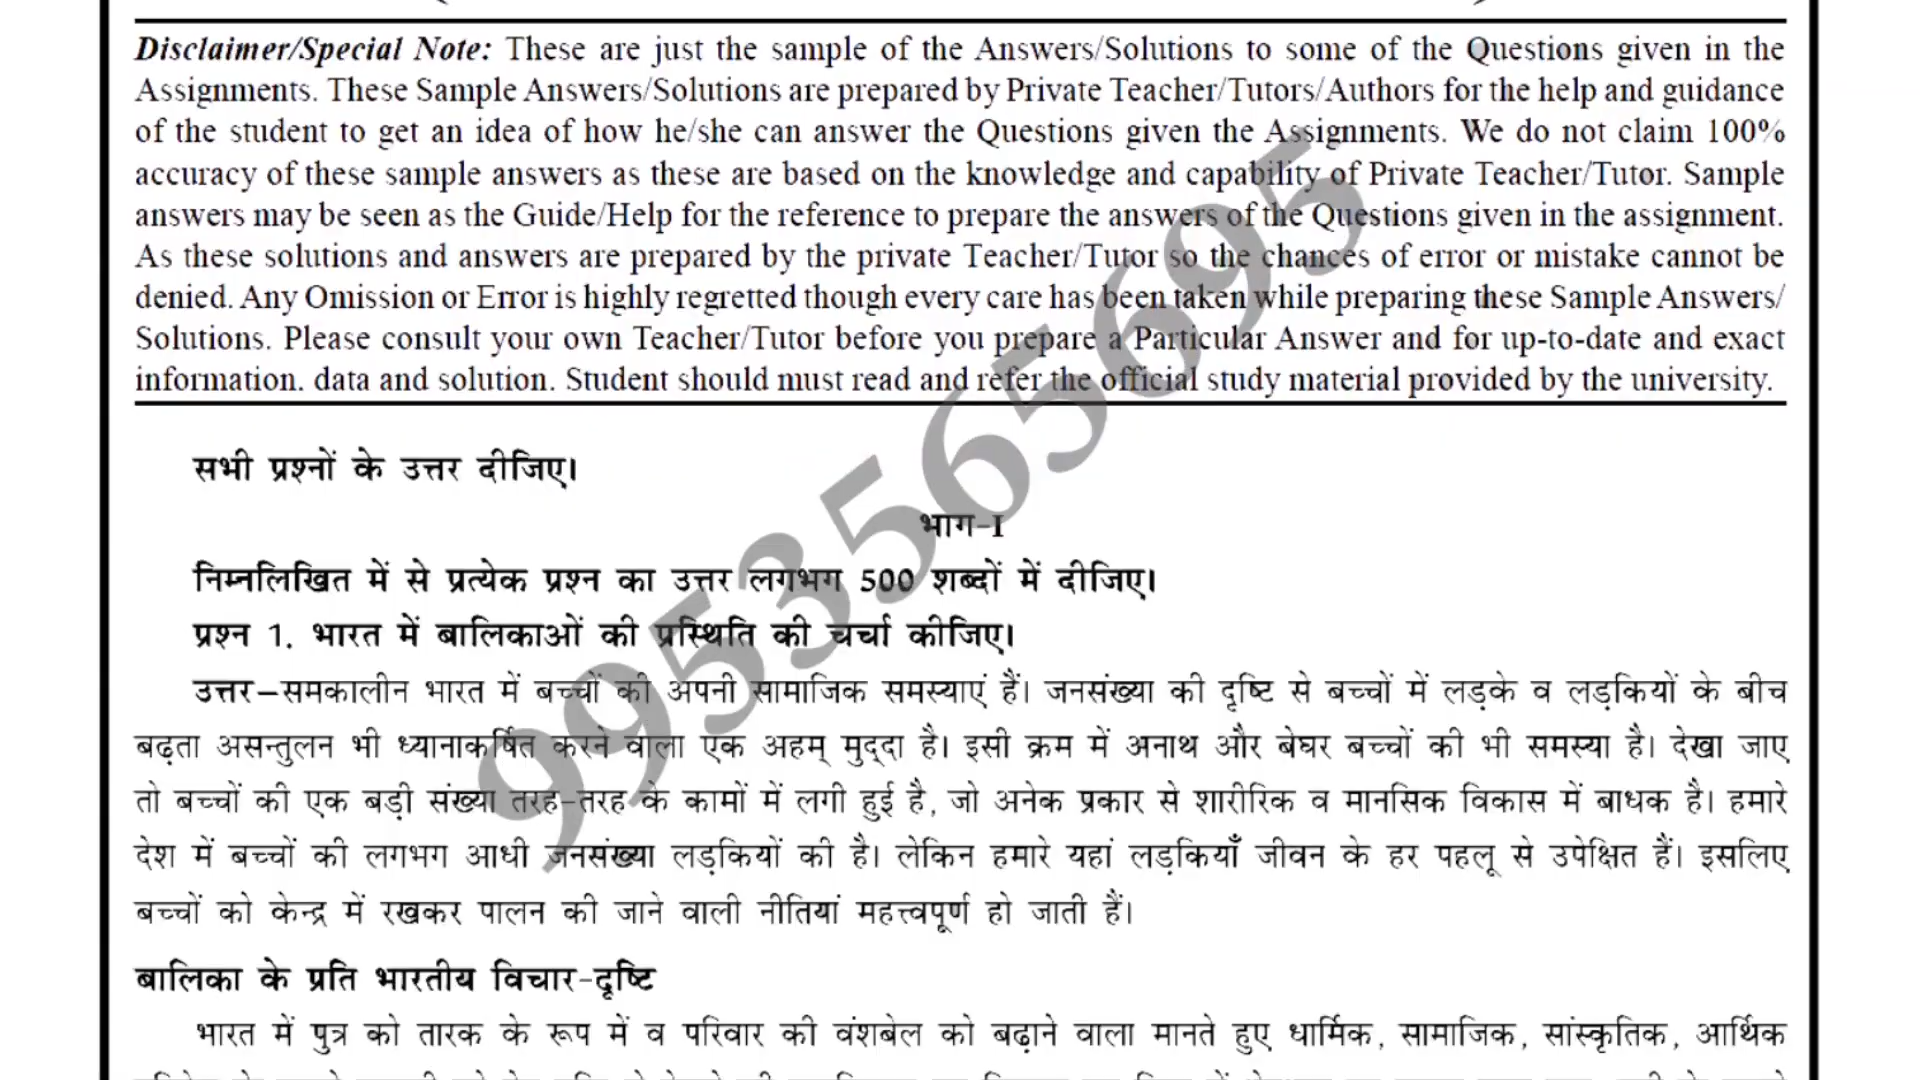 Disclaimer/Special Note: These are just the sample of the Answers/Solutions to some of the Questions given in the
Assignments. These Sample Answers/Solutions are prepared by Private Teacher/Tutors/Authors for the help and guidance
of the student to get an idea of how he/she can answer the Questions given the Assignments. We do not claim 100%
accuracy of these sample answers as these are based on the knowledge and capability of Private Teacher/Tutor. Sample
answers may be seen as the Guide/Help for the reference to prepare the answers of the Questions given in the assignment.
As these solutions and answers are prepared by the private Teacher/Tutor so the chances of error or mistake cannot be
denied. Any Omission or Error is highly regretted though every care has been taken while preparing these Sample Answers/
Solutions. Please consult your own Teacher/Tutor before you prepare a Particular Answer and for up-to-date and exact
information. data and solution. Student should must read and refer the official study material provided by the university.
9953565695
सभी प्रश्नों के उत्तर दीजिए।
भाग-I
निम्नलिखित में से प्रत्येक प्रश्न का उत्तर लगभग 500 शब्दों में दीजिए।
प्रश्न 1. भारत में बालिकाओं की प्रस्थिति की चर्चा कीजिए।
उत्तर–समकालीन भारत में बच्चों की अपनी सामाजिक समस्याएं हैं। जनसंख्या की दृष्टि से बच्चों में लड़के व लड़कियों के बीच
बढ़ता असन्तुलन भी ध्यानाकर्षित करने वाला एक अहम् मुद्दा है। इसी क्रम में अनाथ और बेघर बच्चों की भी समस्या है। देखा जाए
तो बच्चों की एक बड़ी संख्या तरह-तरह के कामों में लगी हुई है, जो अनेक प्रकार से शारीरिक व मानसिक विकास में बाधक है। हमारे
देश में बच्चों की लगभग आधी जनसंख्या लड़कियों की है। लेकिन हमारे यहां लड़कियाँ जीवन के हर पहलू से उपेक्षित हैं। इसलिए
बच्चों को केन्द्र में रखकर पालन की जाने वाली नीतियां महत्त्वपूर्ण हो जाती हैं।
बालिका के प्रति भारतीय विचार-दृष्टि
भारत में पुत्र को तारक के रूप में व परिवार की वंशबेल को बढ़ाने वाला मानते हुए धार्मिक, सामाजिक, सांस्कृतिक, आर्थिक